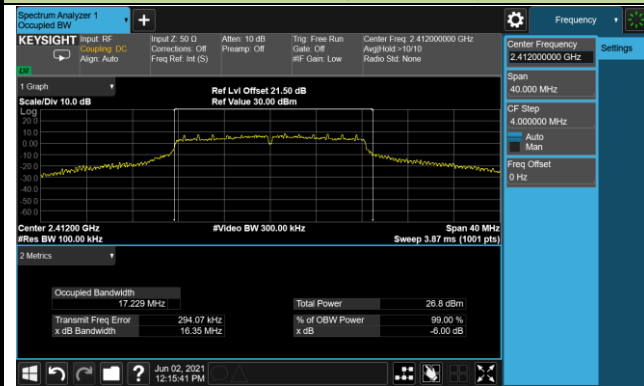 Spectrum Analyzer 1
Occupied BW
+
Frequency
KEYSIGHT
Input: RF
Coupling: DC
Align: Auto
Input Z: 50 Ω
Corrections: Off
Freq Ref: Int (S)
Atten: 10 dB
Preamp: Off
Trig: Free Run
Gate: Off
#IF Gain: Low
Center Freq: 2.412000000 GHz
Avg|Hold:>10/10
Radio Std: None
Center Frequency
2.412000000 GHz
Settings
Span
40.000 MHz
CF Step
4.000000 MHz
Auto
Man
Freq Offset
0 Hz
1 Graph
Scale/Div 10.0 dB
Ref Lvl Offset 21.50 dB
Ref Value 30.00 dBm
Log
20.0
10.0
0.00
-10.0
-20.0
-30.0
-40.0
-50.0
-60.0
Center 2.41200 GHz
#Res BW 100.00 kHz
#Video BW 300.00 kHz
Span 40 MHz
Sweep 3.87 ms (1001 pts)
2 Metrics
Occupied Bandwidth
17.229 MHz
Total Power 26.8 dBm
Transmit Freq Error 294.07 kHz
% of OBW Power 99.00 %
x dB Bandwidth 16.35 MHz
x dB -6.00 dB
?
Jun 02, 2021
12:15:41 PM